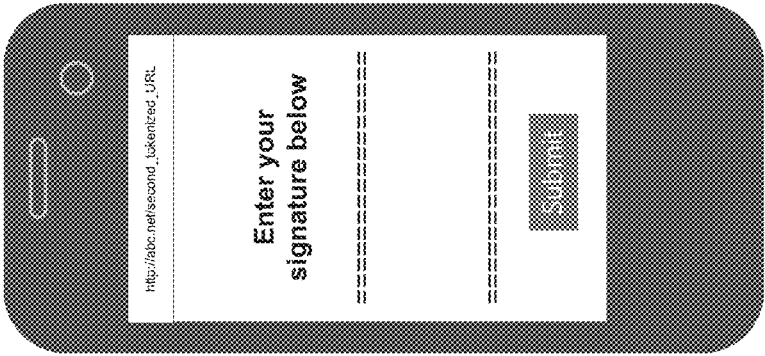 http://abc.net/second_tokenized_URL
Enter your
signature below
Submit